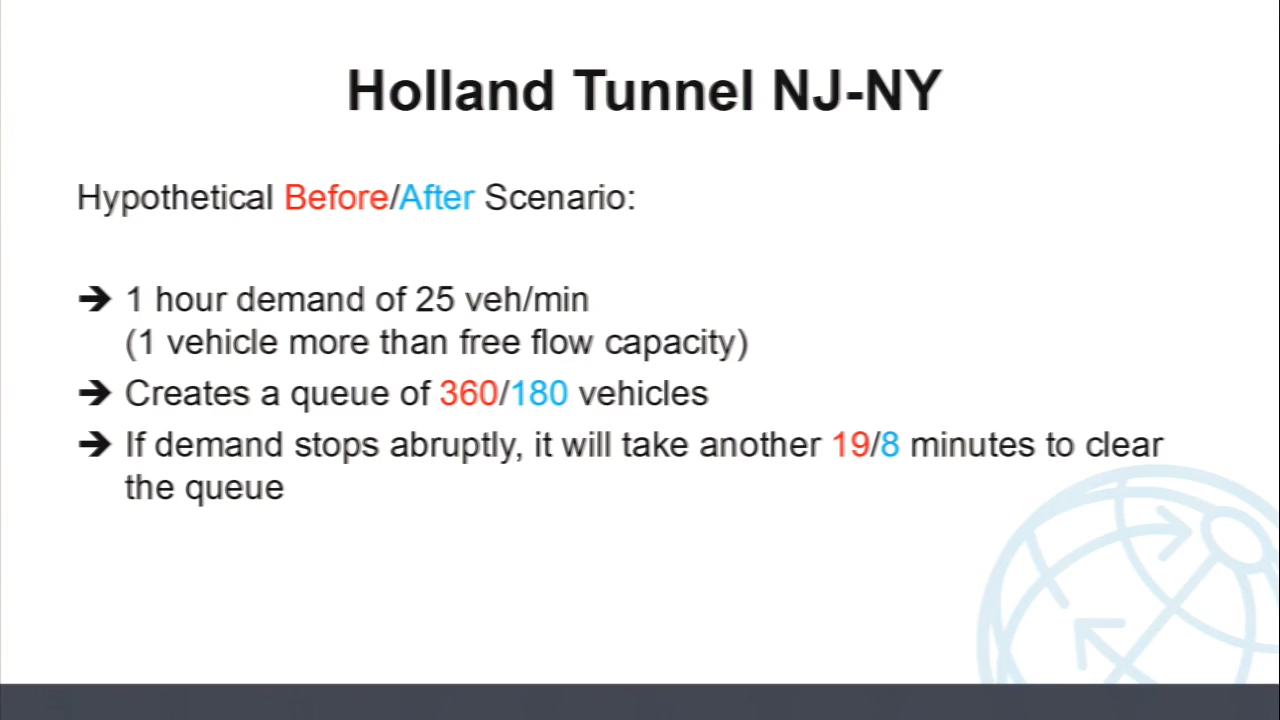 Holland Tunnel NJ-NY
Hypothetical Before/After Scenario:
➔ 1 hour demand of 25 veh/min
(1 vehicle more than free flow capacity)
➔ Creates a queue of 360/180 vehicles
➔ If demand stops abruptly, it will take another 19/8 minutes to clear
the queue